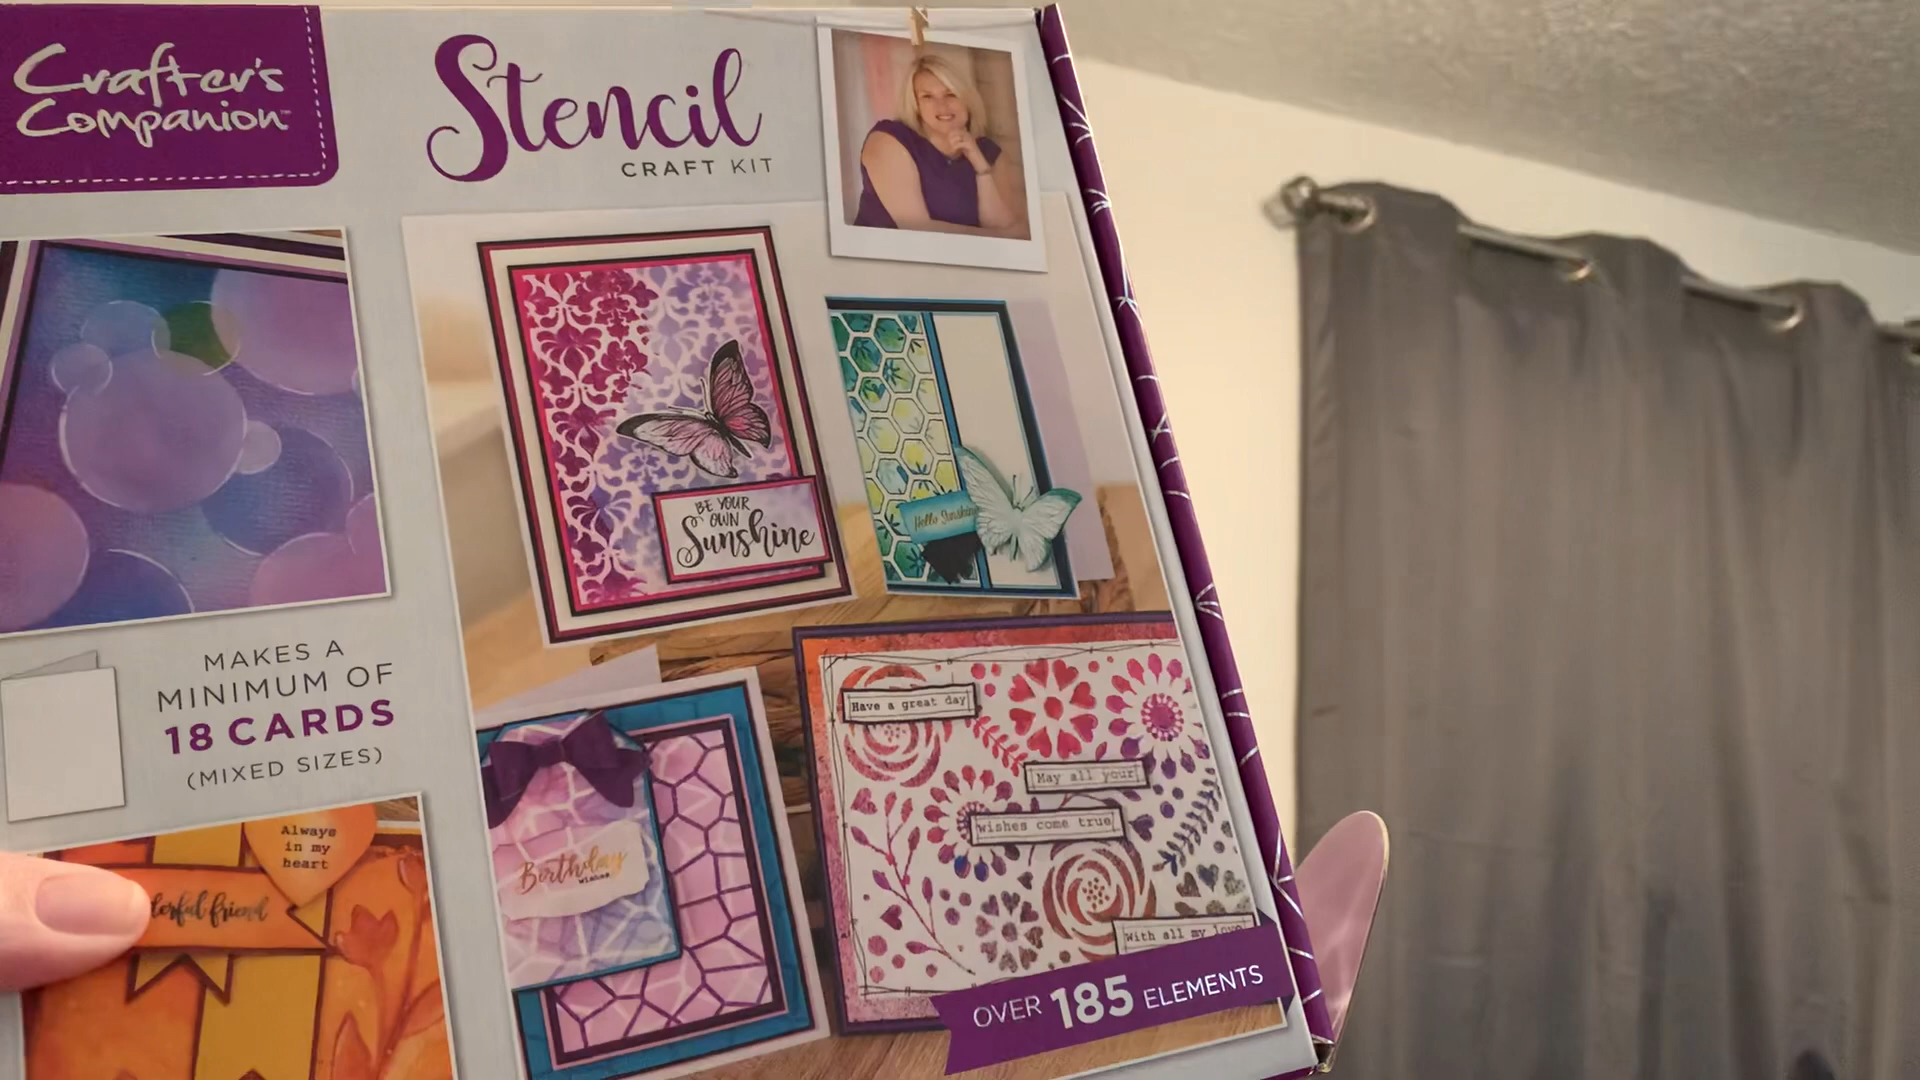 Crafter's
Companion™
Stencil
CRAFT KIT
BE YOUR
OWN
Sunshine
Hello Sunshine
MAKES A
MINIMUM OF
18 CARDS
(MIXED SIZES)
Have a great day
May all your
wishes come true
With all my love
Birthday
wishes
Always
in my
heart
friend
OVER 185 ELEMENTS